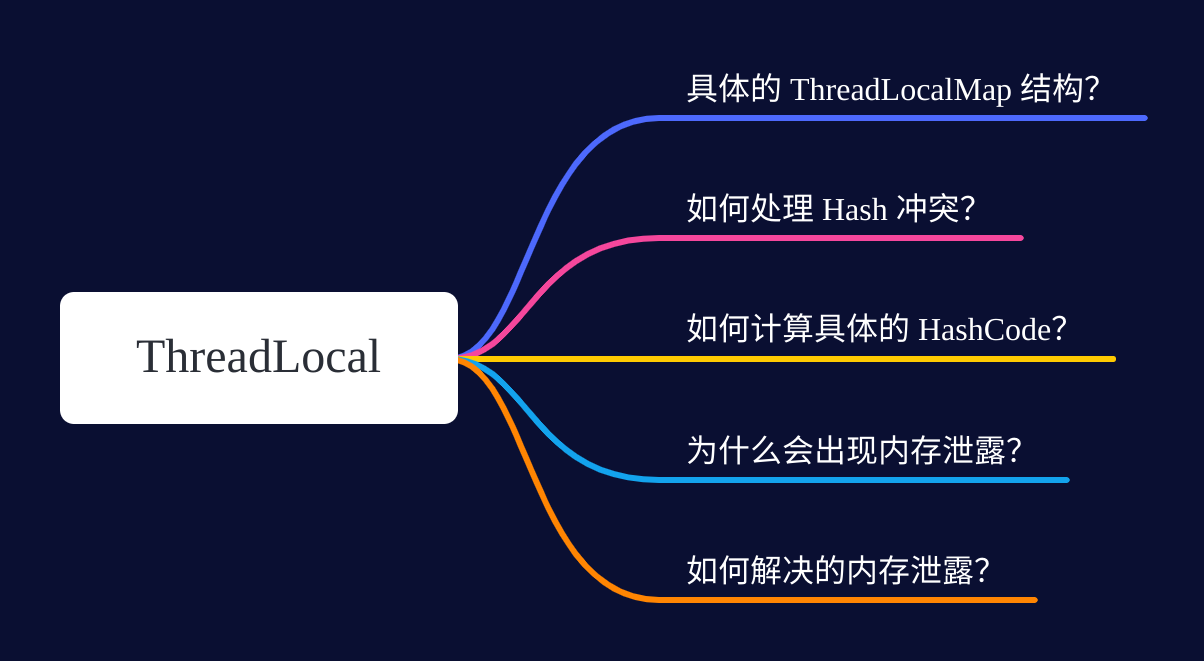 ThreadLocal
具体的 ThreadLocalMap 结构?
如何处理 Hash 冲突?
如何计算具体的 HashCode?
为什么会出现内存泄露?
如何解决的内存泄露?